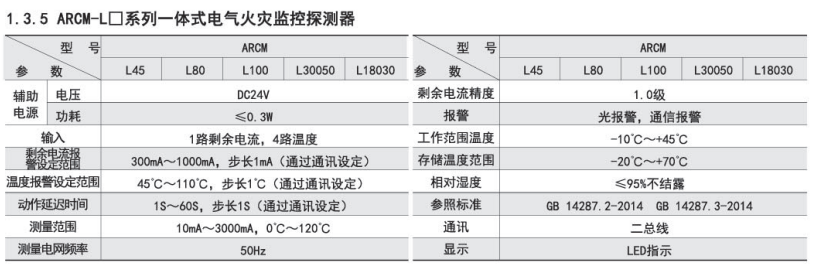 1.3.5 ARCM-L□系列一体式电气火灾监控探测器
型 号 ARCM
参 数 L45 L80 L100 L30050 L18030
辅助电源 电压 DC24V
功耗 ≤0.3W
输入 1路剩余电流，4路温度
剩余电流报警设定范围 300mA～1000mA，步长1mA（通过通讯设定）
温度报警设定范围 45℃～110℃，步长1℃（通过通讯设定）
动作延迟时间 1S～60S，步长1S（通过通讯设定）
测量范围 10mA～3000mA，0℃～120℃
测量电网频率 50Hz
型 号 ARCM
参 数 L45 L80 L100 L30050 L18030
剩余电流精度 1.0级
报警 光报警，通信报警
工作范围温度 -10℃～+45℃
存储温度范围 -20℃～+70℃
相对湿度 ≤95%不结露
参照标准 GB 14287.2-2014 GB 14287.3-2014
通讯 二总线
显示 LED指示